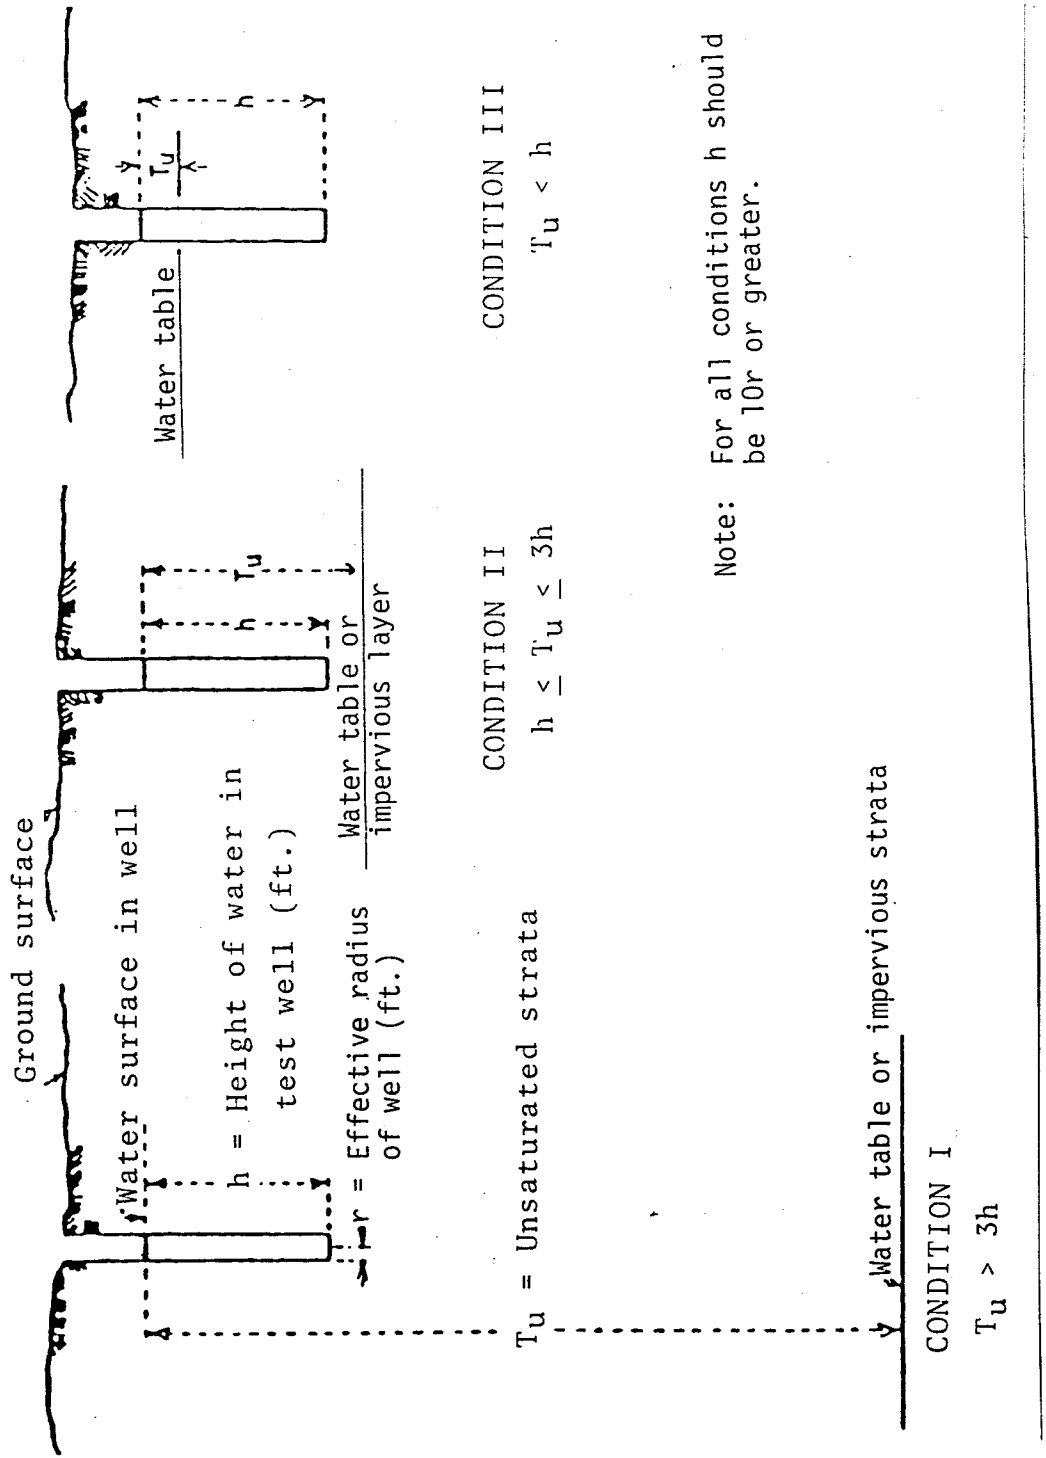 Ground surface
Water surface in well
h = Height of water in
test well (ft.)
r = Effective radius
of well (ft.)
Tu = Unsaturated strata
Water table or impervious strata
CONDITION I
Tu > 3h
h
Tu
Water table or
impervious layer
CONDITION II
h ≤ Tu ≤ 3h
Tu
h
Water table
CONDITION III
Tu < h
Note: For all conditions h should
be 10r or greater.